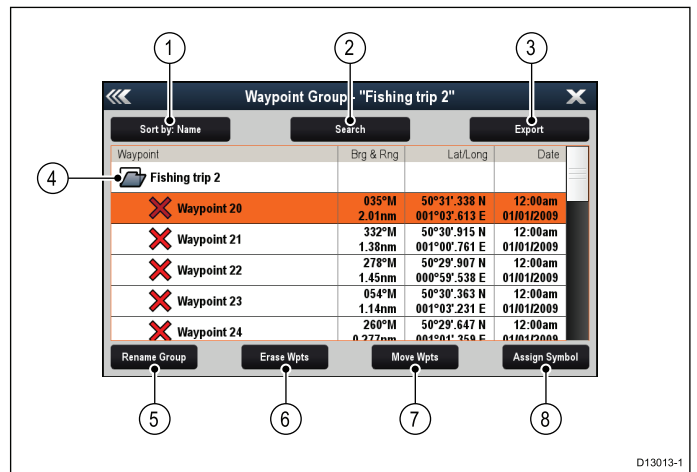 1 2 3
Waypoint Group - "Fishing trip 2"
Sort by: Name Search Export
Waypoint Brg & Rng Lat/Long Date
4 Fishing trip 2
Waypoint 20 035°M 50°31'.338 N 12:00am
2.01nm 001°03'.613 E 01/01/2009
Waypoint 21 332°M 50°30'.915 N 12:00am
1.38nm 001°00'.761 E 01/01/2009
Waypoint 22 278°M 50°29'.907 N 12:00am
1.45nm 000°59'.538 E 01/01/2009
Waypoint 23 054°M 50°30'.363 N 12:00am
1.14nm 001°03'.231 E 01/01/2009
Waypoint 24 260°M 50°29'.647 N 12:00am
0.277nm 001°01'.359 E 01/01/2009
Rename Group Erase Wpts Move Wpts Assign Symbol
5 6 7 8
D13013-1